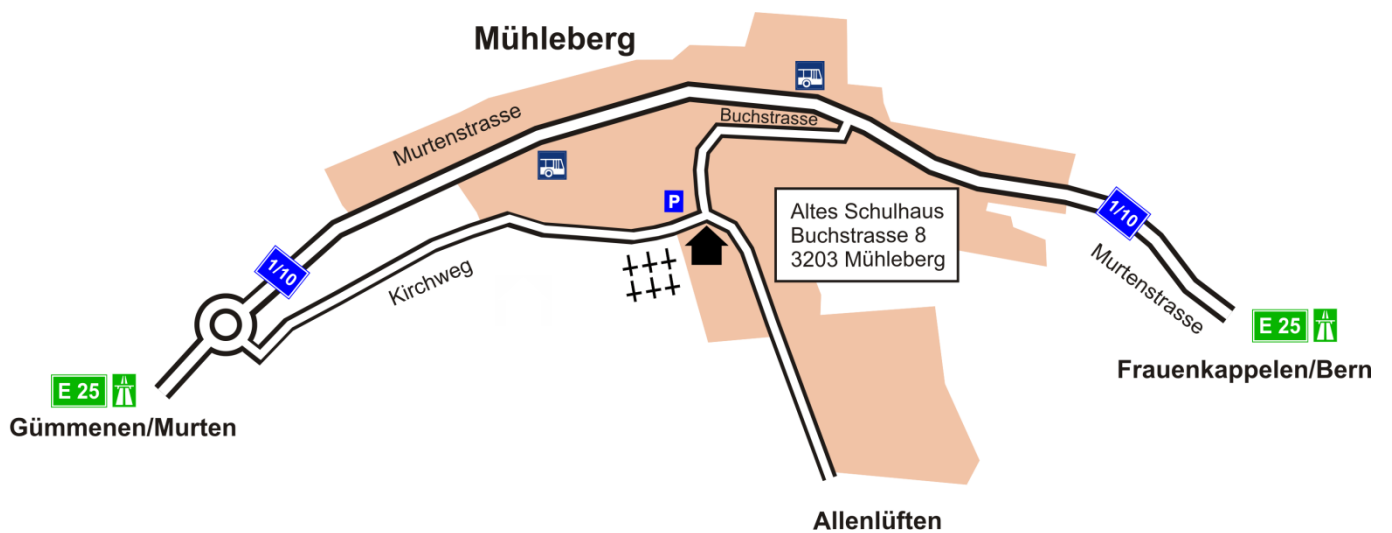 Mühleberg
Murtenstrasse
Buchstrasse
P
Altes Schulhaus
Buchstrasse 8
3203 Mühleberg
1/10
1/10
Kirchweg
Murtenstrasse
E 25
Frauenkappelen/Bern
E 25
Gümmenen/Murten
Allenlüften